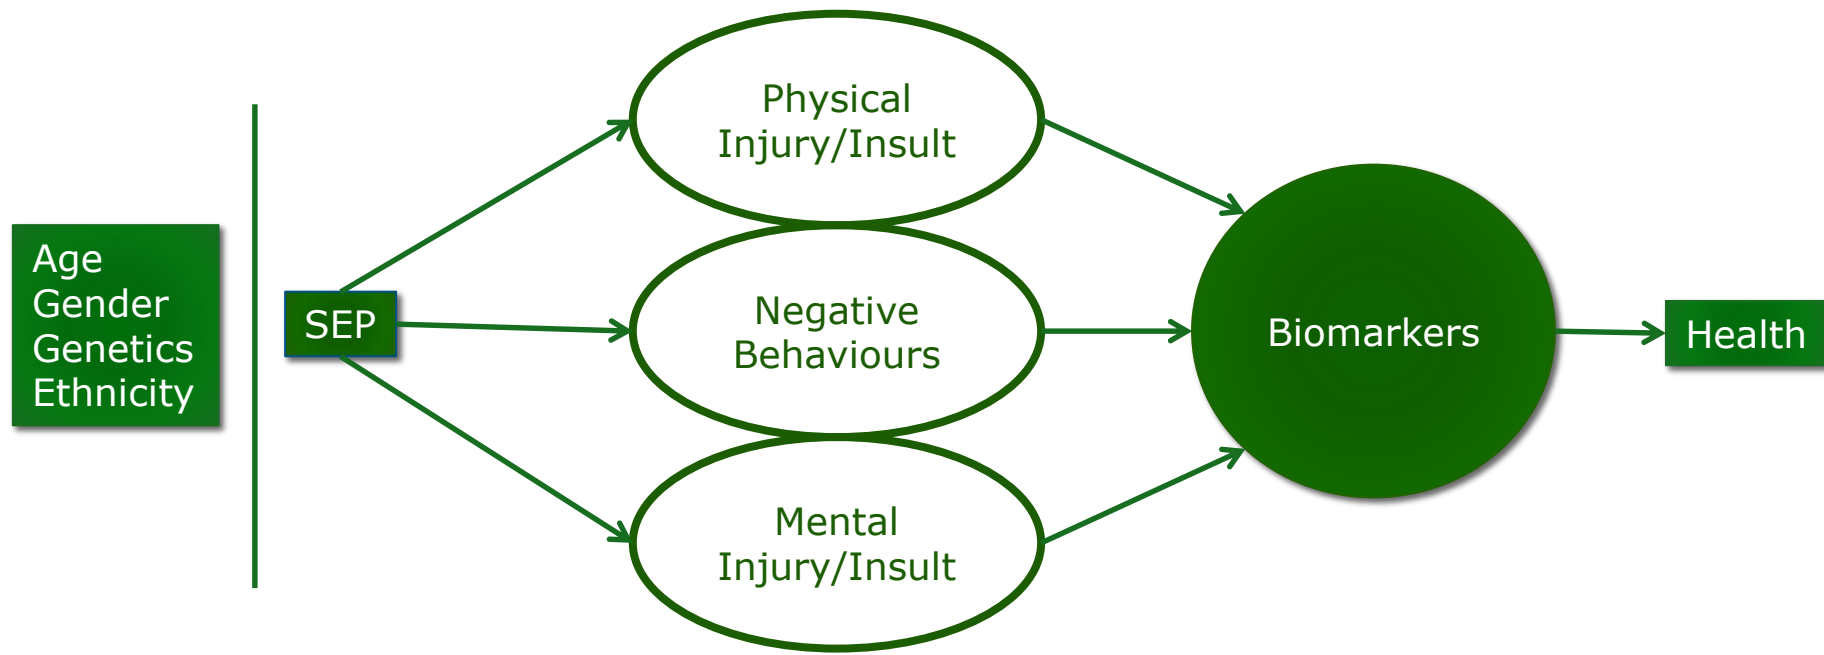 Age
Gender
Genetics
Ethnicity
SEP
Physical
Injury/Insult
Negative
Behaviours
Mental
Injury/Insult
Biomarkers
Health